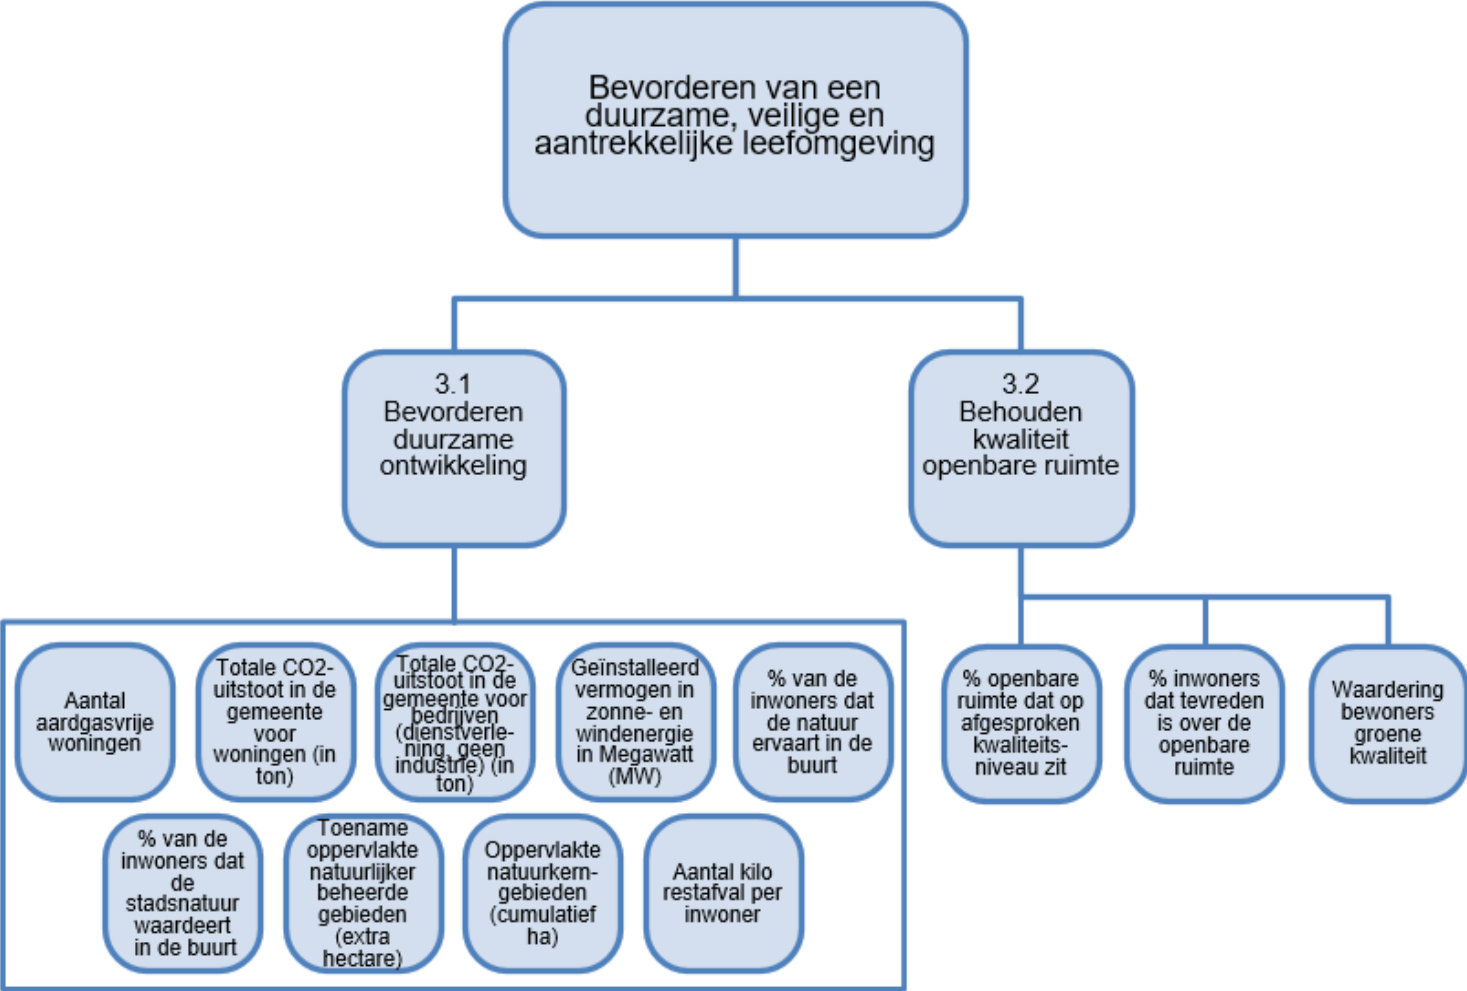 Bevorderen van een
duurzame, veilige en
aantrekkelijke leefomgeving
3.1
Bevorderen
duurzame
ontwikkeling
3.2
Behouden
kwaliteit
openbare ruimte
Aantal
aardgasvrije
woningen
Totale CO2-
uitstoot in de
gemeente
voor
woningen (in
ton)
Totale CO2-
uitstoot in de
gemeente voor
bedrijven
(dienstverle-
ning, geen
industrie) (in
ton)
Geïnstalleerd
vermogen in
zonne- en
windenergie
in Megawatt
(MW)
% van de
inwoners dat
de natuur
ervaart in de
buurt
% openbare
ruimte dat op
afgesproken
kwaliteits-
niveau zit
% inwoners
dat tevreden
is over de
openbare
ruimte
Waardering
bewoners
groene
kwaliteit
% van de
inwoners dat
de
stadsnatuur
waardeert
in de buurt
Toename
oppervlakte
natuurlijker
beheerde
gebieden
(extra
hectare)
Oppervlakte
natuurkern-
gebieden
(cumulatief
ha)
Aantal kilo
restafval per
inwoner